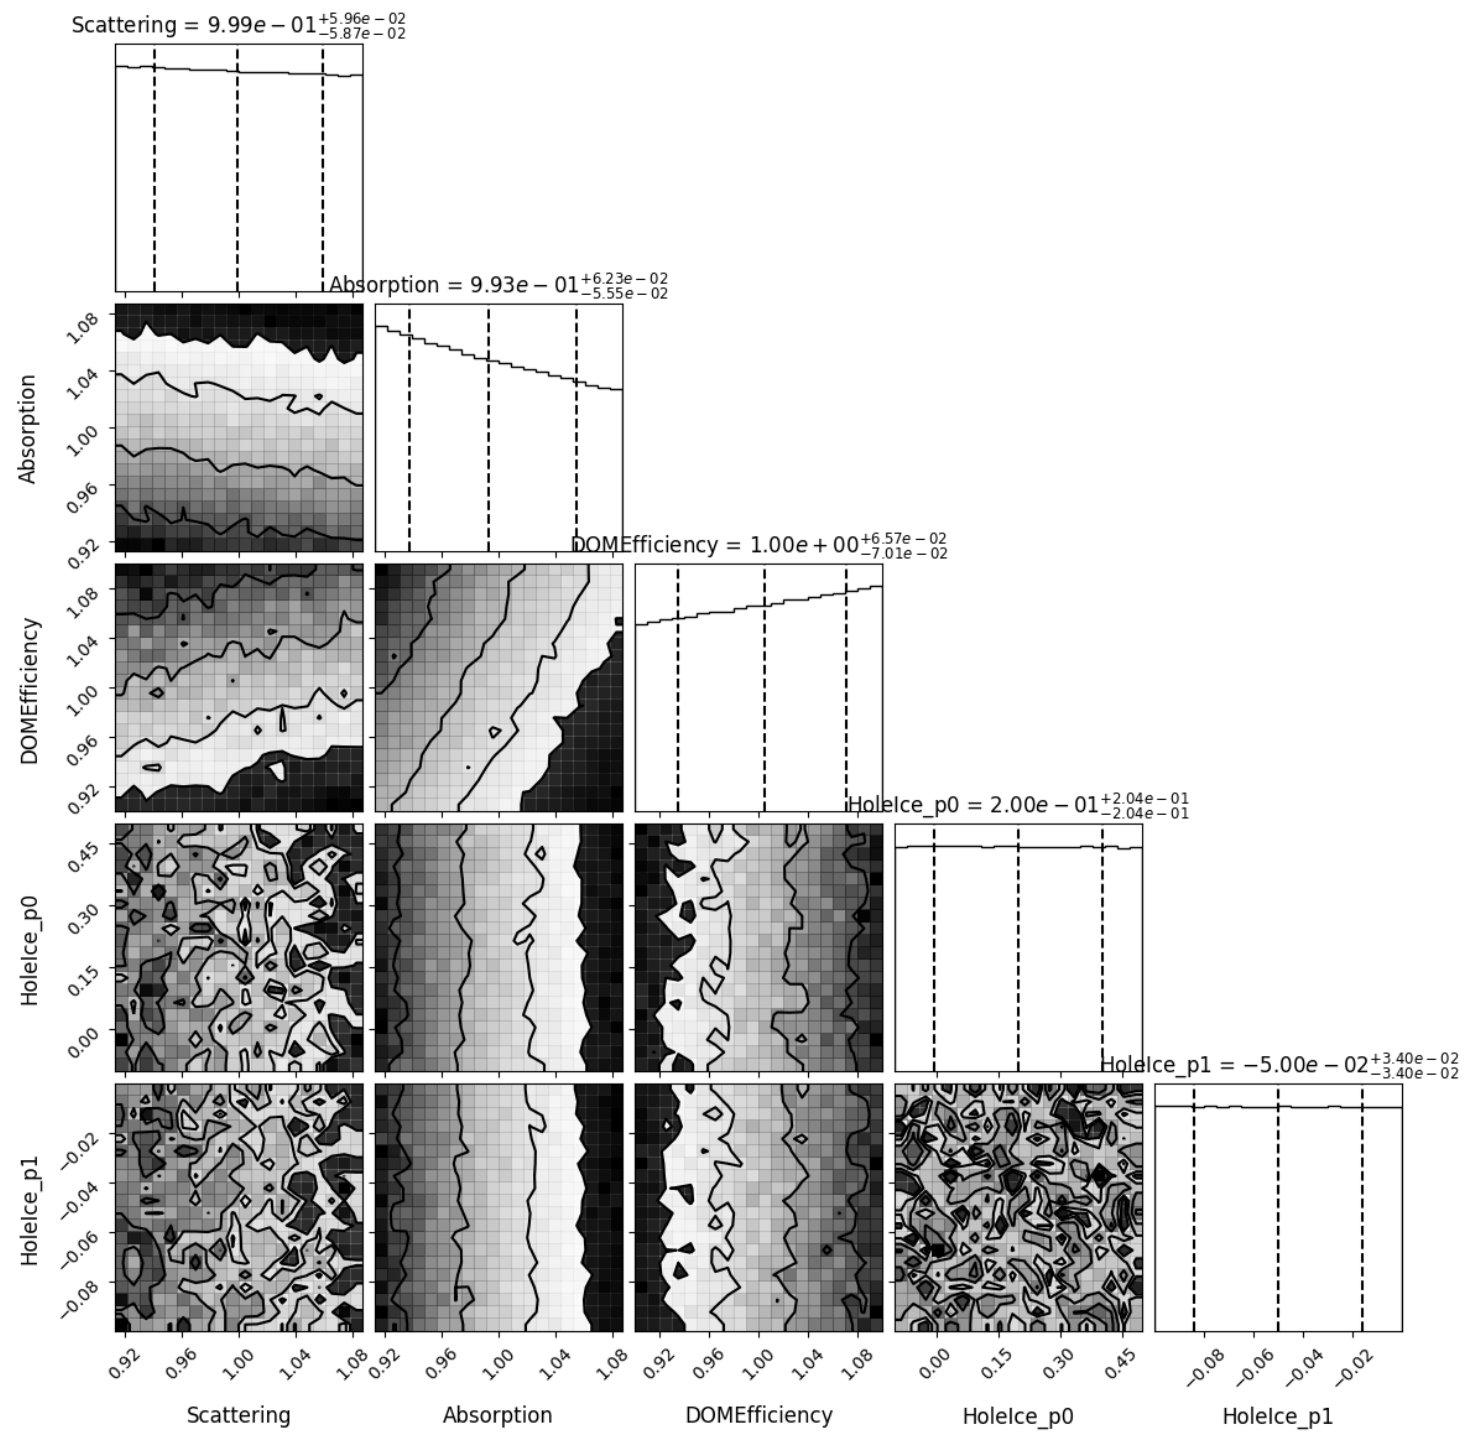 Scattering = 9.99e − 01 +5.96e − 02 −5.87e − 02
Absorption = 9.93e − 01 +6.23e − 02 −5.55e − 02
1.08
1.04
1.00
0.96
0.92
Absorption
DOMEfficiency = 1.00e + 00 +6.57e − 02 −7.01e − 02
1.08
1.04
1.00
0.96
0.92
DOMEfficiency
HoleIce_p0 = 2.00e − 01 +2.04e − 01 −2.04e − 01
0.45
0.30
0.15
0.00
HoleIce_p0
HoleIce_p1 = −5.00e − 02 +3.40e − 02 −3.40e − 02
−0.02
−0.04
−0.06
−0.08
HoleIce_p1
0.92 0.96 1.00 1.04 1.08 0.92 0.96 1.00 1.04 1.08 0.92 0.96 1.00 1.04 1.08 0.00 0.15 0.30 0.45 −0.08 −0.06 −0.04 −0.02
Scattering Absorption DOMEfficiency HoleIce_p0 HoleIce_p1